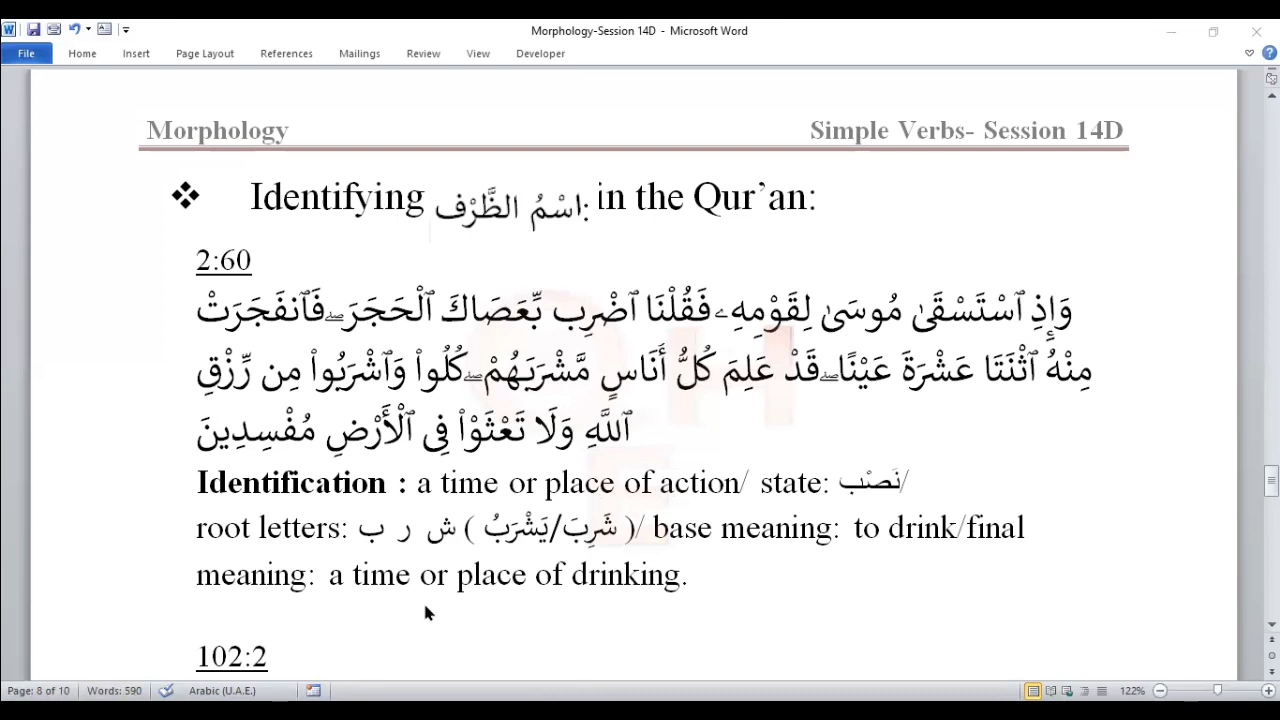 Morphology-Session 14D - Microsoft Word
File Home Insert Page Layout References Mailings Review View Developer
Morphology Simple Verbs- Session 14D
❖ Identifying اسْمُ الظَّرْف: in the Qur’an:
2:60
وَإِذِ ٱسْتَسْقَىٰ مُوسَىٰ لِقَوْمِهِۦ فَقُلْنَا ٱضْرِب بِّعَصَاكَ ٱلْحَجَرَ ۖ فَٱنفَجَرَتْ
مِنْهُ ٱثْنَتَا عَشْرَةَ عَيْنًا ۖ قَدْ عَلِمَ كُلُّ أُنَاسٍ مَّشْرَبَهُمْ ۖ كُلُوا۟ وَٱشْرَبُوا۟ مِن رِّزْقِ
ٱللَّهِ وَلَا تَعْثَوْا۟ فِى ٱلْأَرْضِ مُفْسِدِينَ
Identification : a time or place of action/ state: نَصْب/
root letters: ش ر ب ( شَرِبَ/يَشْرَبُ )/ base meaning: to drink/final
meaning: a time or place of drinking.
102:2
Page: 8 of 10 Words: 590 Arabic (U.A.E.) 122%